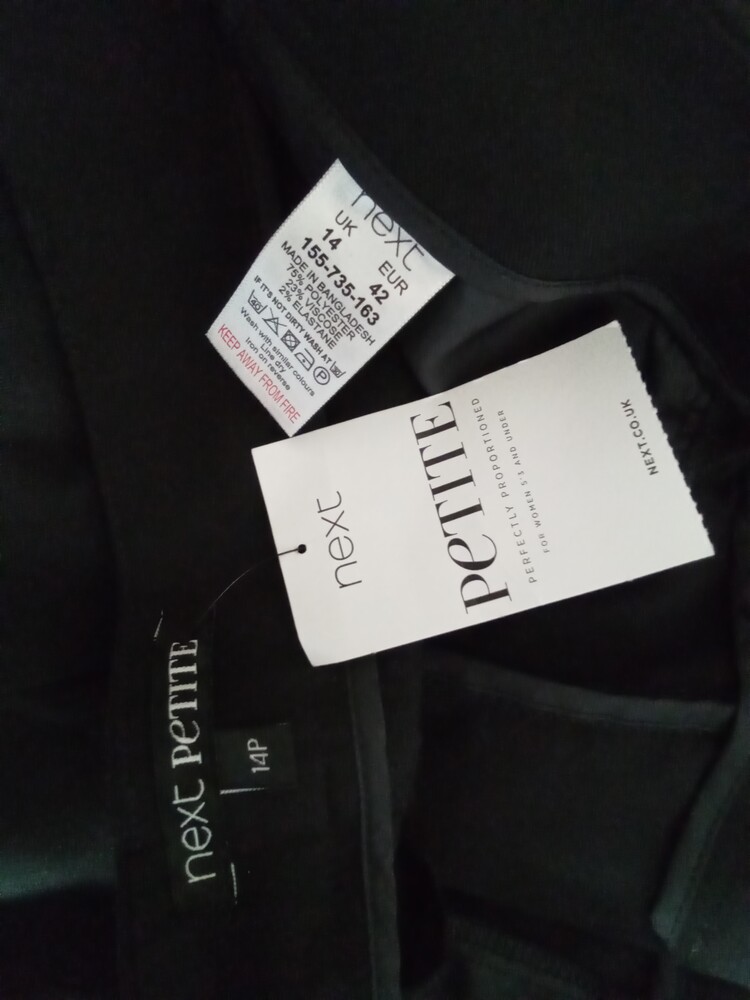 next
UK EUR
14 42
155-735-163
MADE IN BANGLADESH
75% POLYESTER
23% VISCOSE
2% ELASTANE
IF IT'S NOT DIRTY WASH AT 30
40 P
Wash with similar colours
Line dry
Iron on reverse
KEEP AWAY FROM FIRE
next
PETITE
PERFECTLY PROPORTIONED
FOR WOMEN 5'3 AND UNDER
NEXT.CO.UK
next PETITE
14P